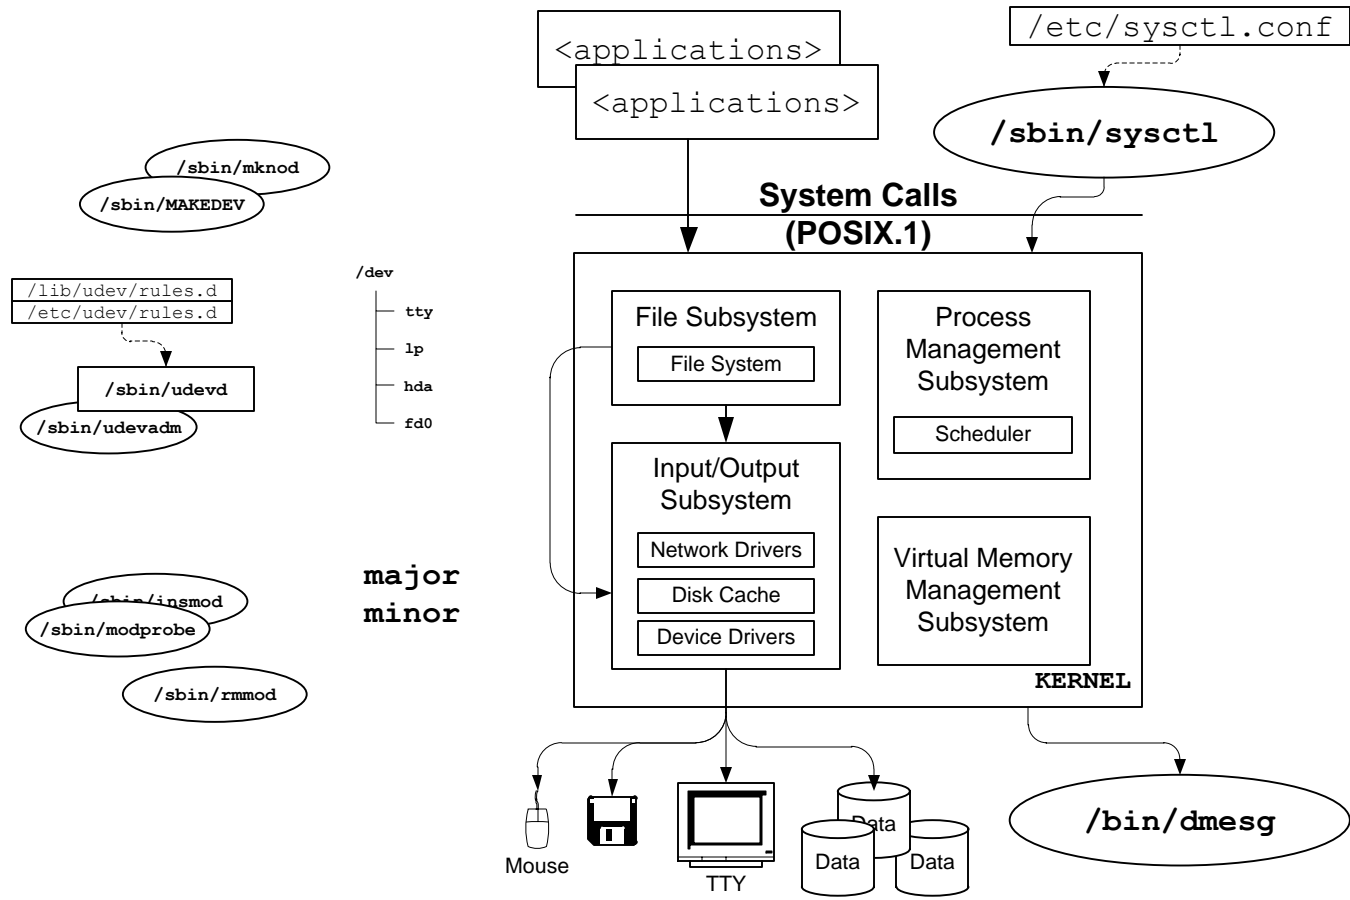 <applications>
<applications>
/etc/sysctl.conf
/sbin/sysctl
/sbin/mknod
/sbin/MAKEDEV
System Calls
(POSIX.1)
/lib/udev/rules.d
/etc/udev/rules.d
/sbin/udevd
/sbin/udevadm
/dev
tty
lp
hda
fd0
File Subsystem
File System
Process
Management
Subsystem
Scheduler
Input/Output
Subsystem
Network Drivers
Disk Cache
Device Drivers
Virtual Memory
Management
Subsystem
KERNEL
major
minor
/sbin/insmod
/sbin/modprobe
/sbin/rmmod
Mouse
TTY
Data
Data
Data
/bin/dmesg